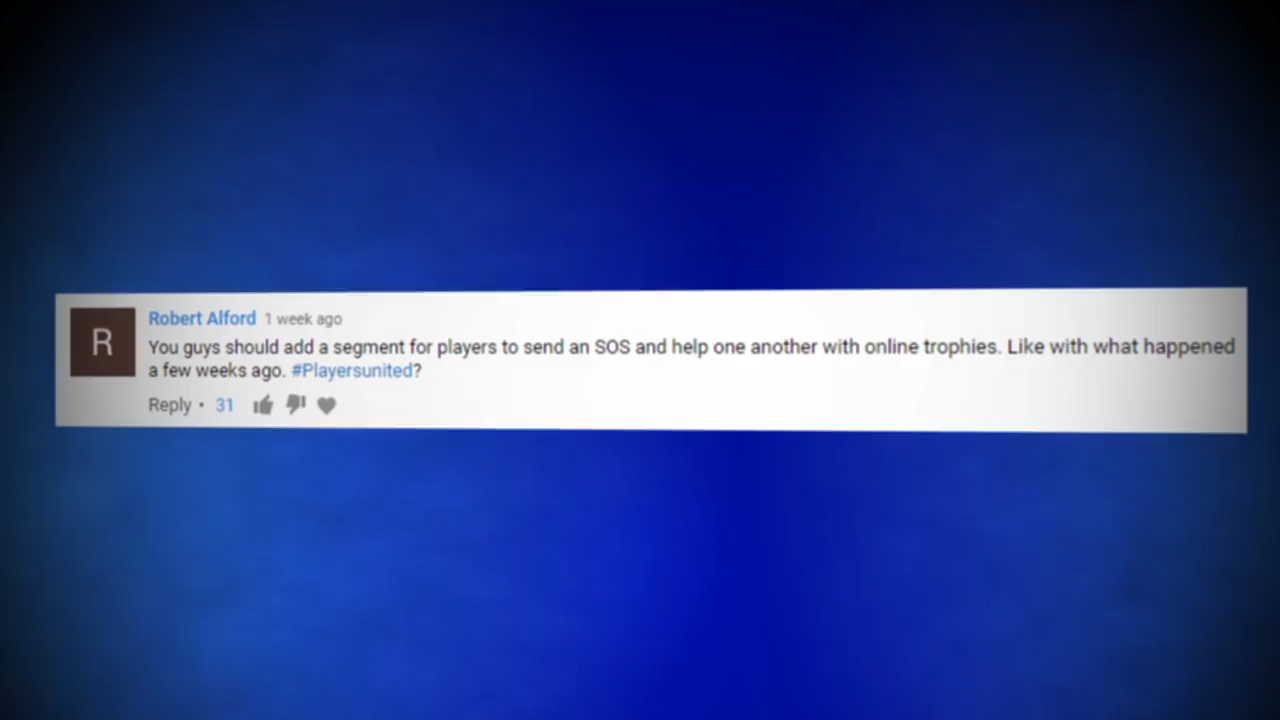 R
Robert Alford 1 week ago
You guys should add a segment for players to send an SOS and help one another with online trophies. Like with what happened
a few weeks ago. #Playersunited?
Reply • 31